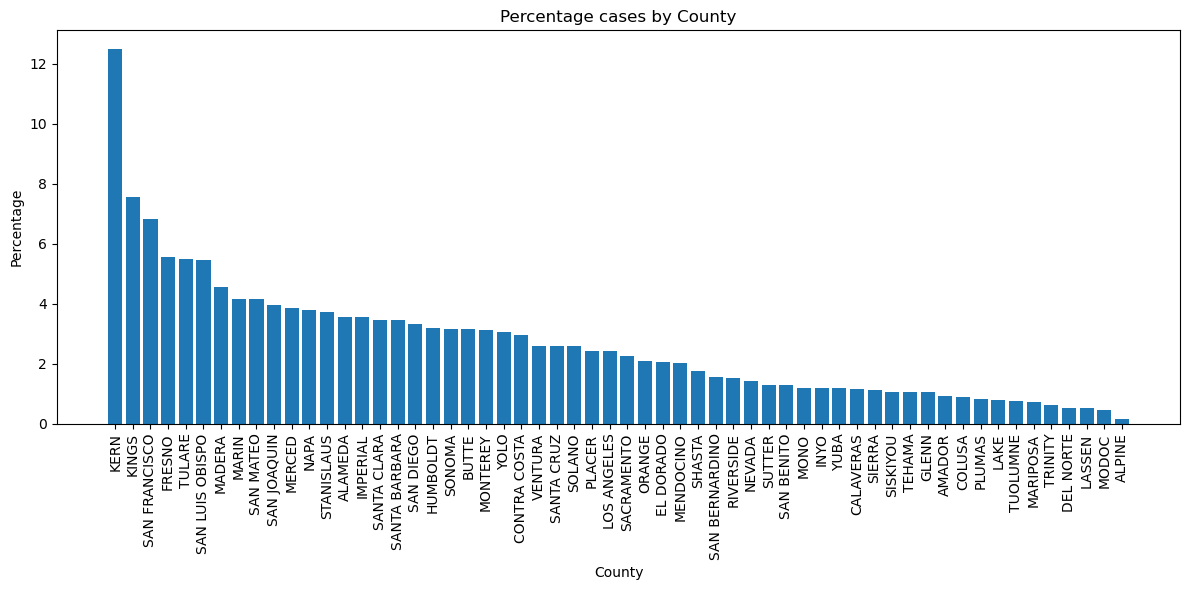 Percentage cases by County
Percentage
12
10
8
6
4
2
0
KERN
KINGS
SAN FRANCISCO
FRESNO
TULARE
SAN LUIS OBISPO
MADERA
MARIN
SAN MATEO
SAN JOAQUIN
MERCED
NAPA
STANISLAUS
ALAMEDA
IMPERIAL
SANTA CLARA
SANTA BARBARA
SAN DIEGO
HUMBOLDT
SONOMA
BUTTE
MONTEREY
YOLO
CONTRA COSTA
VENTURA
SANTA CRUZ
SOLANO
PLACER
LOS ANGELES
SACRAMENTO
ORANGE
EL DORADO
MENDOCINO
SHASTA
SAN BERNARDINO
RIVERSIDE
NEVADA
SUTTER
SAN BENITO
MONO
INYO
YUBA
CALAVERAS
SIERRA
SISKIYOU
TEHAMA
GLENN
AMADOR
COLUSA
PLUMAS
LAKE
TUOLUMNE
MARIPOSA
TRINITY
DEL NORTE
LASSEN
MODOC
ALPINE
County